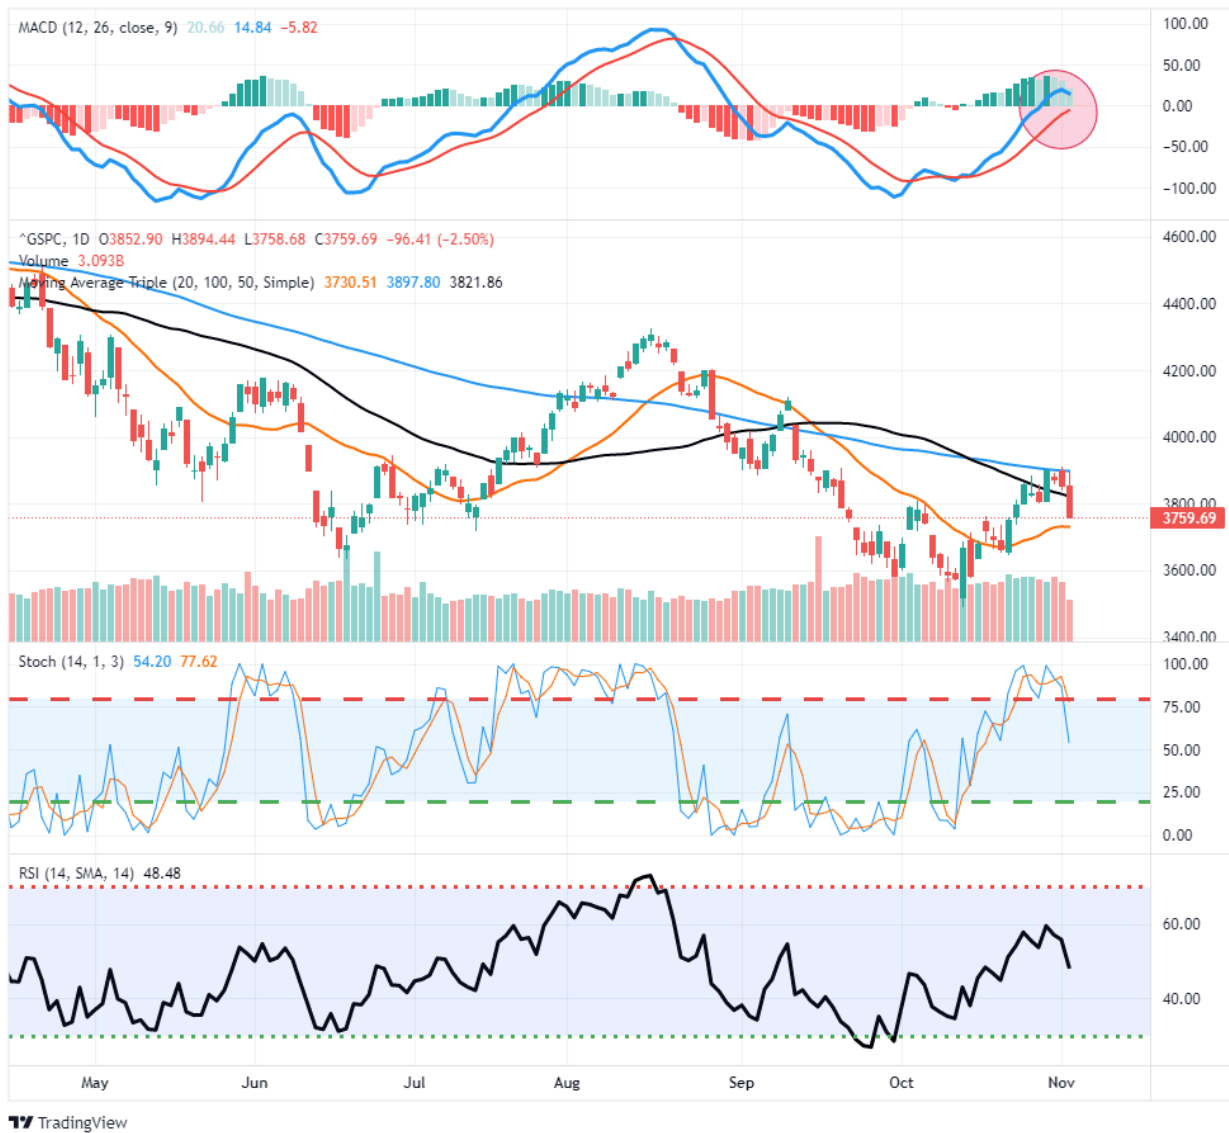 MACD (12, 26, close, 9) 20.66 14.84 −5.82
100.00
50.00
0.00
−50.00
−100.00
^GSPC, 1D O3852.90 H3894.44 L3758.68 C3759.69 −96.41 (−2.50%)
Volume 3.093B
Moving Average Triple (20, 100, 50, Simple) 3730.51 3897.80 3821.86
4600.00
4400.00
4200.00
4000.00
3800.00
3759.69
3600.00
3400.00
Stoch (14, 1, 3) 54.20 77.62
100.00
75.00
50.00
25.00
0.00
RSI (14, SMA, 14) 48.48
60.00
40.00
May Jun Jul Aug Sep Oct Nov
TradingView